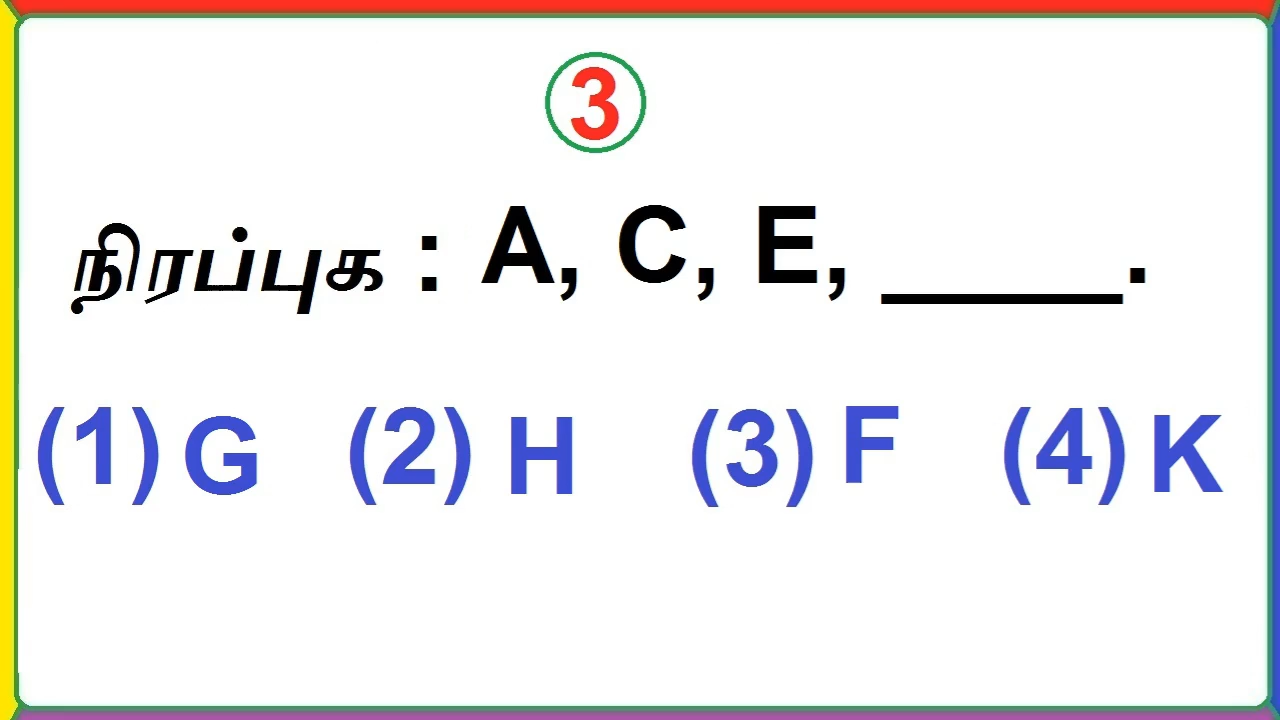 3
நிரப்புக : A, C, E, _____.
(1) G (2) H (3) F (4) K